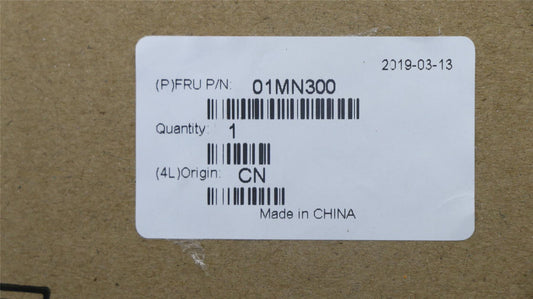 2019-03-13
(P)FRU P/N: 01MN300
Quantity: 1
(4L)Origin: CN
Made in CHINA